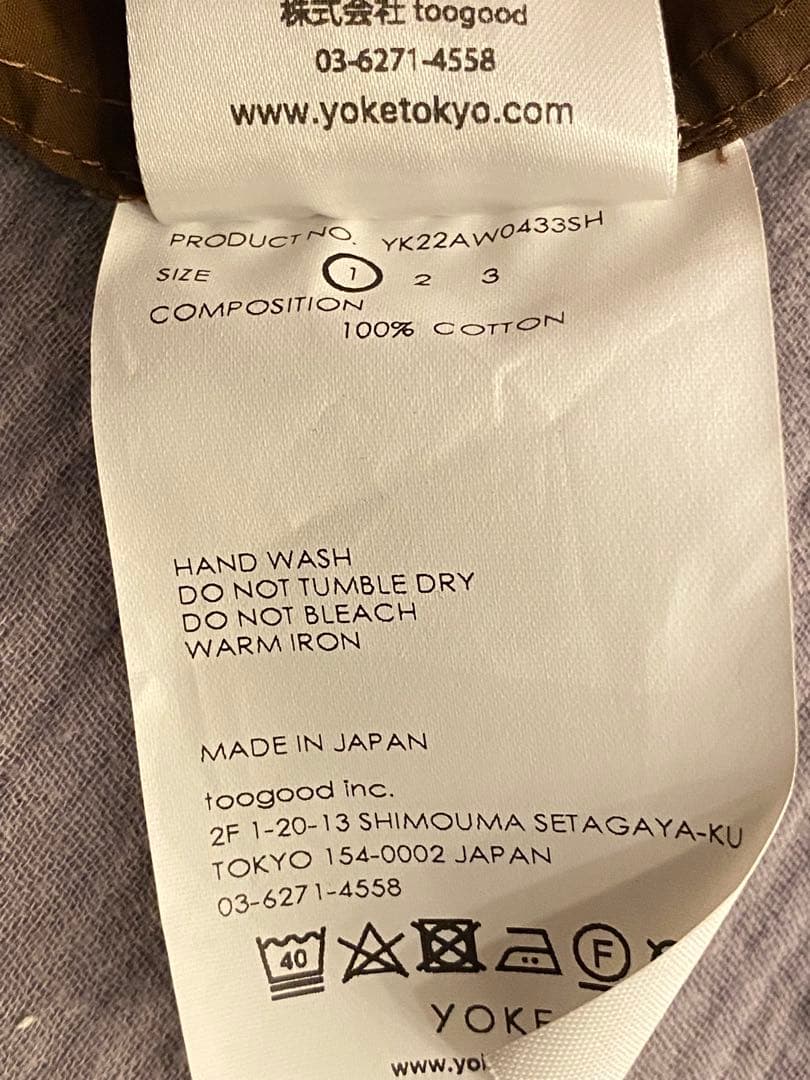 株式会社 toogood
03-6271-4558
www.yoketokyo.com
PRODUCT NO. YK22AW0433SH
SIZE 1 2 3
COMPOSITION
100% COTTON
HAND WASH
DO NOT TUMBLE DRY
DO NOT BLEACH
WARM IRON
MADE IN JAPAN
toogood inc.
2F 1-20-13 SHIMOUMA SETAGAYA-KU
TOKYO 154-0002 JAPAN
03-6271-4558
40 F
YOKE
www.yo